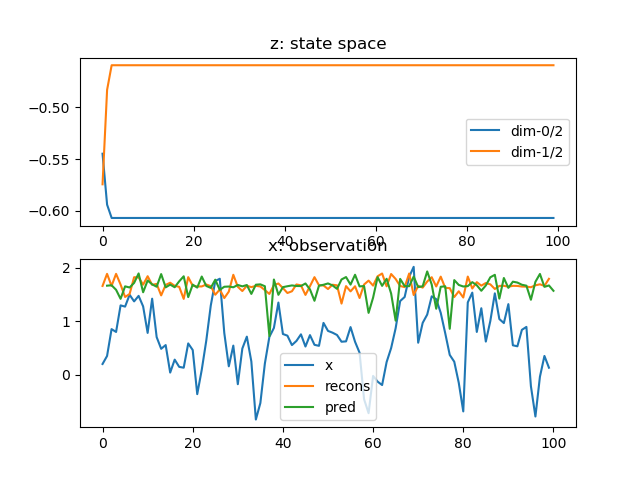 z: state space
−0.50
−0.55
−0.60
dim-0/2
dim-1/2
0 20 40 60 80 100
x: observation
2
1
0
x
recons
pred
0 20 40 60 80 100